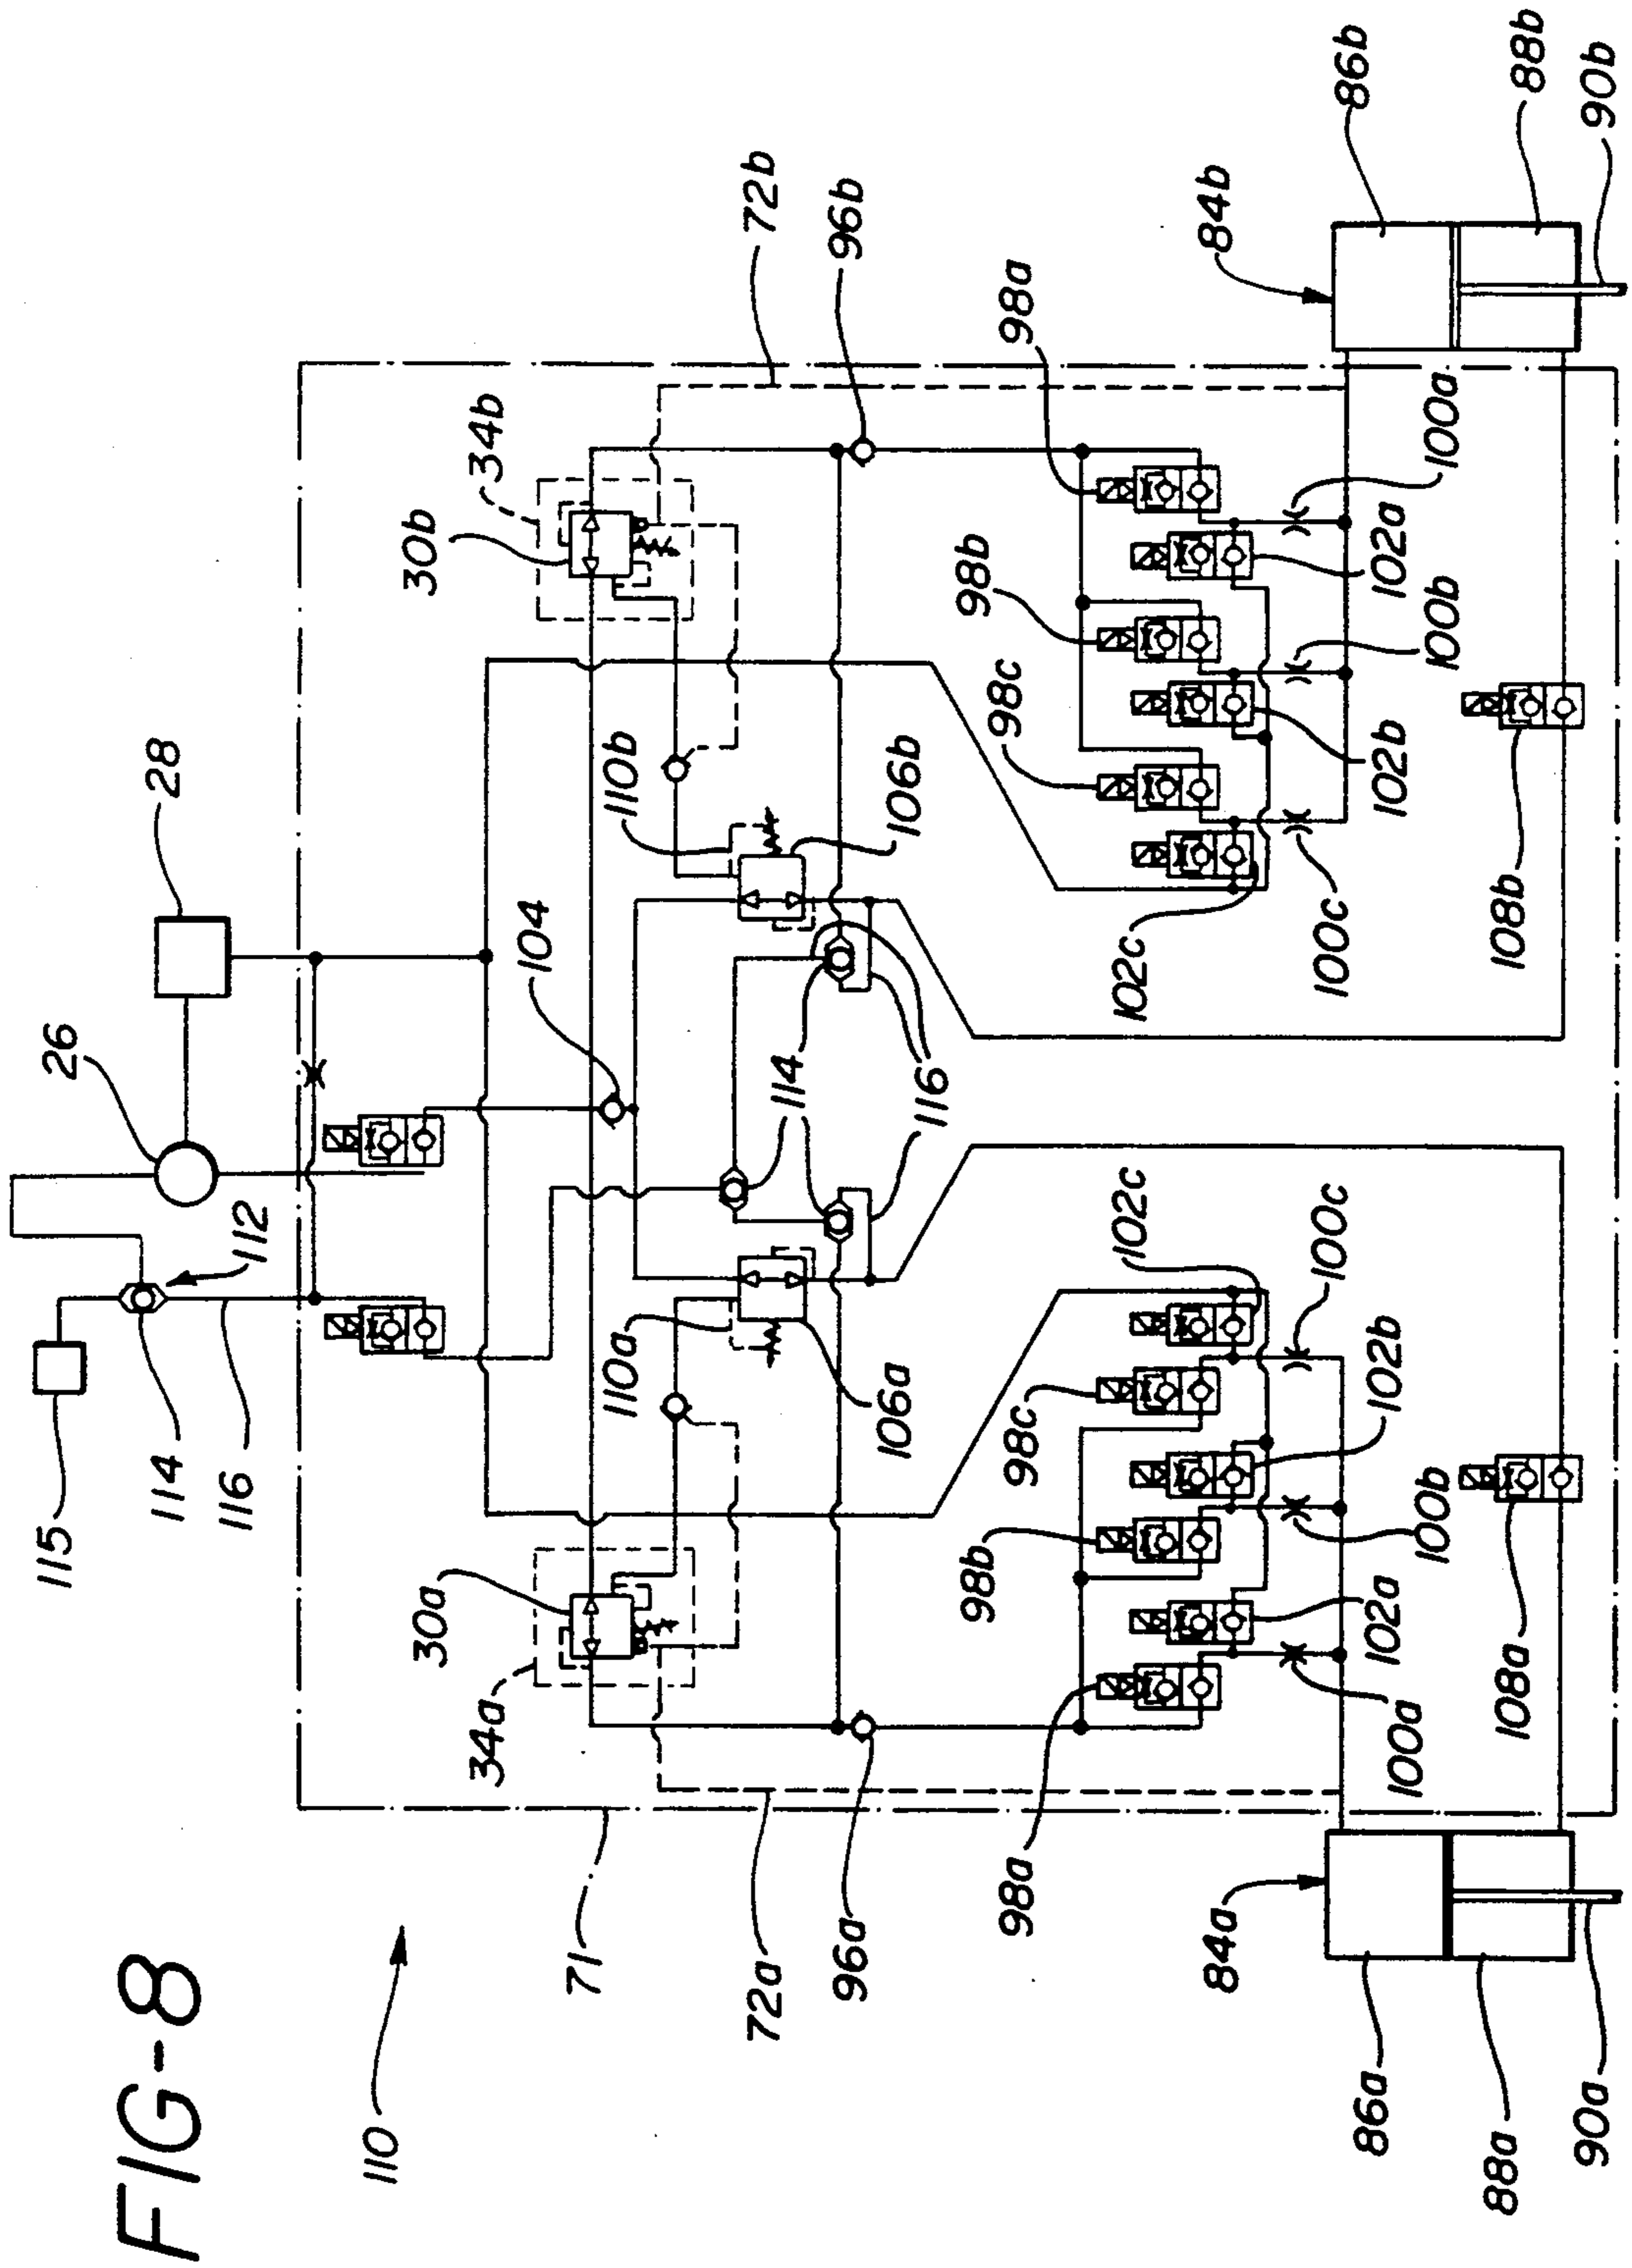 FIG-8
115
26
114
28
116
112
110
30a
30b
34a
34b
104
71
110a
110b
72a
114
72b
96a
96b
106a
106b
116
98b
98b
98a
98c
98c
98a
102c
102c
84a
84b
100c
100c
86a
102a
102b
102b
102a
86b
100a
100b
100b
100a
88a
108a
108b
88b
90a
90b